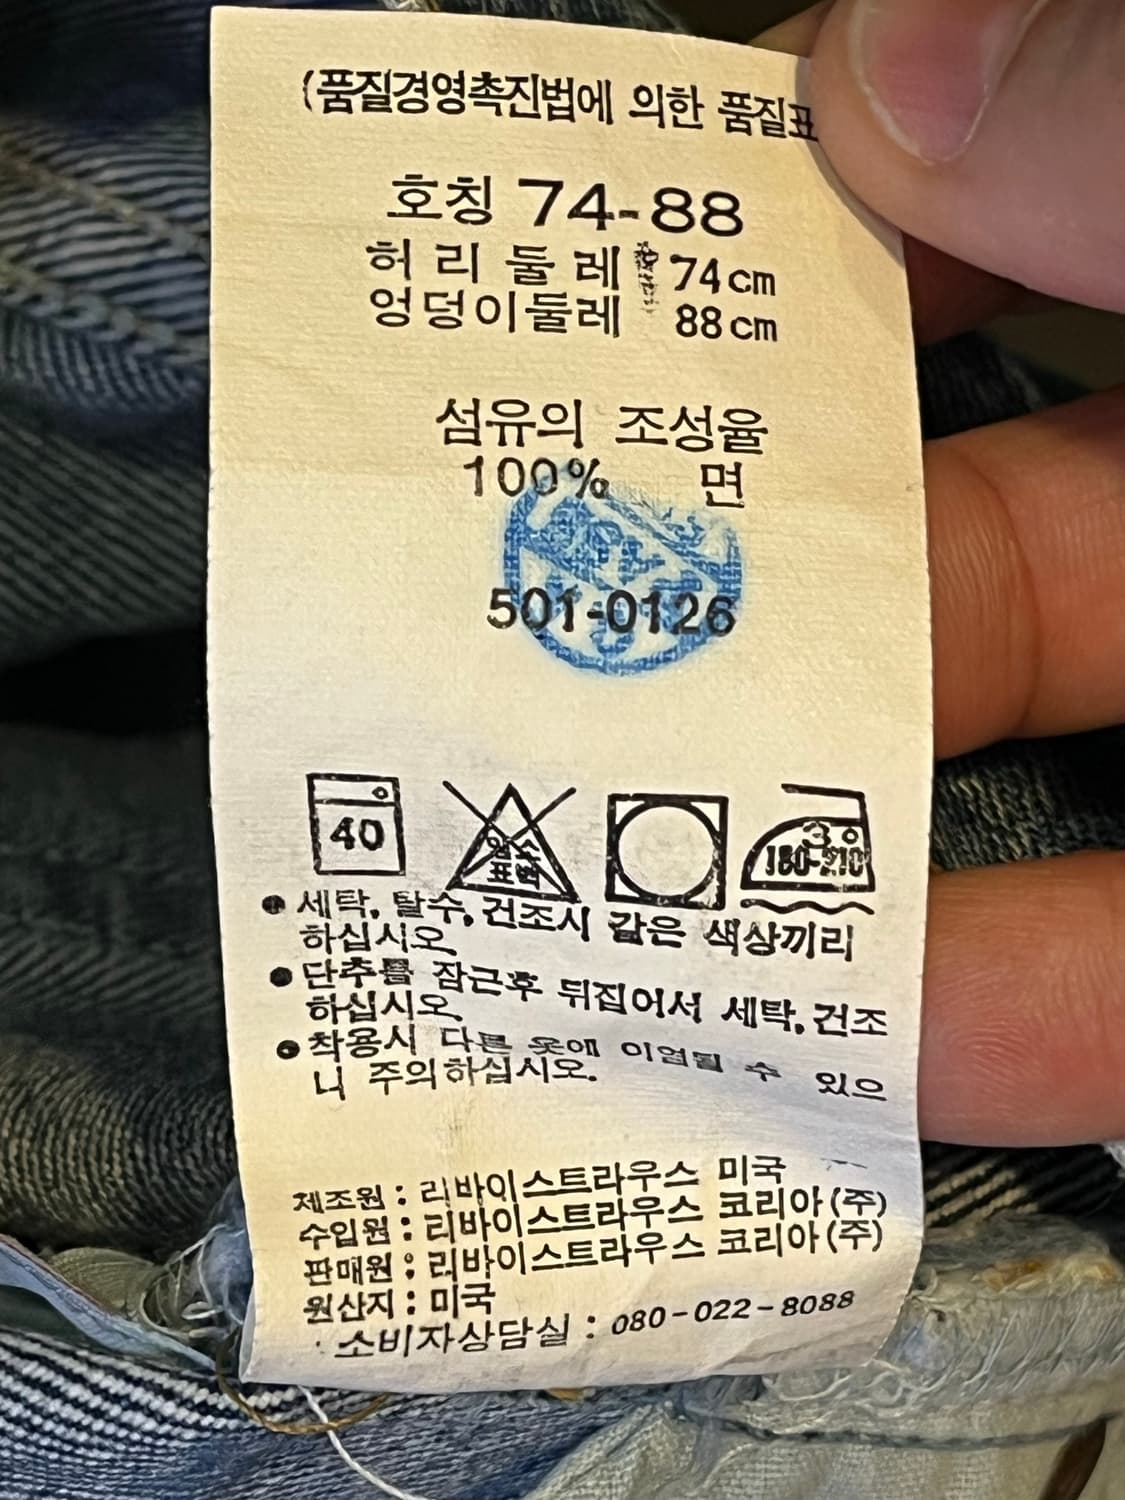 (품질경영촉진법에 의한 품질표
호칭 74-88
허리둘레 74cm
엉덩이둘레 88cm
섬유의 조성율
100% 면
501-0126
40
염소
표백
3
180-210
● 세탁, 탈수, 건조시 같은 색상끼리
하십시오.
● 단추를 잠근후 뒤집어서 세탁, 건조
하십시오.
● 착용시 다른 옷에 이염될 수 있으
니 주의하십시오.
제조원 : 리바이스트라우스 미국
수입원 : 리바이스트라우스 코리아(주)
판매원 : 리바이스트라우스 코리아(주)
원산지 : 미국
소비자상담실 : 080-022-8088